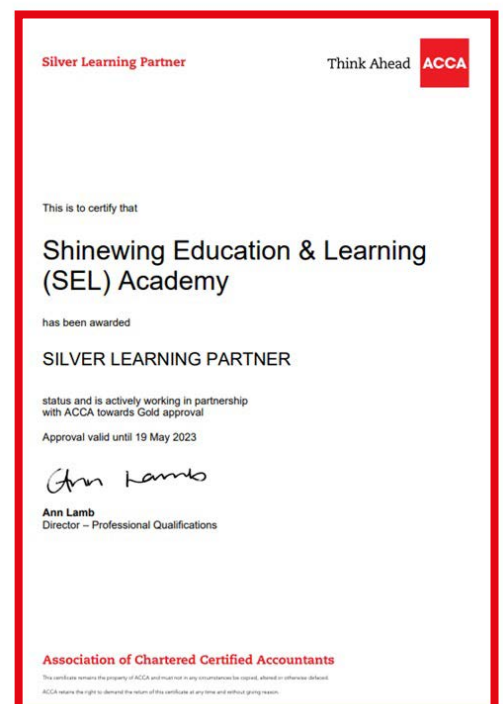 Silver Learning Partner
Think Ahead ACCA
This is to certify that
Shinewing Education & Learning
(SEL) Academy
has been awarded
SILVER LEARNING PARTNER
status and is actively working in partnership
with ACCA towards Gold approval
Approval valid until 19 May 2023
Ann Lamb
Ann Lamb
Director – Professional Qualifications
Association of Chartered Certified Accountants
This certificate remains the property of ACCA and must not in any circumstances be copied, altered or otherwise defaced.
ACCA retains the right to demand the return of this certificate at any time and without giving reason.